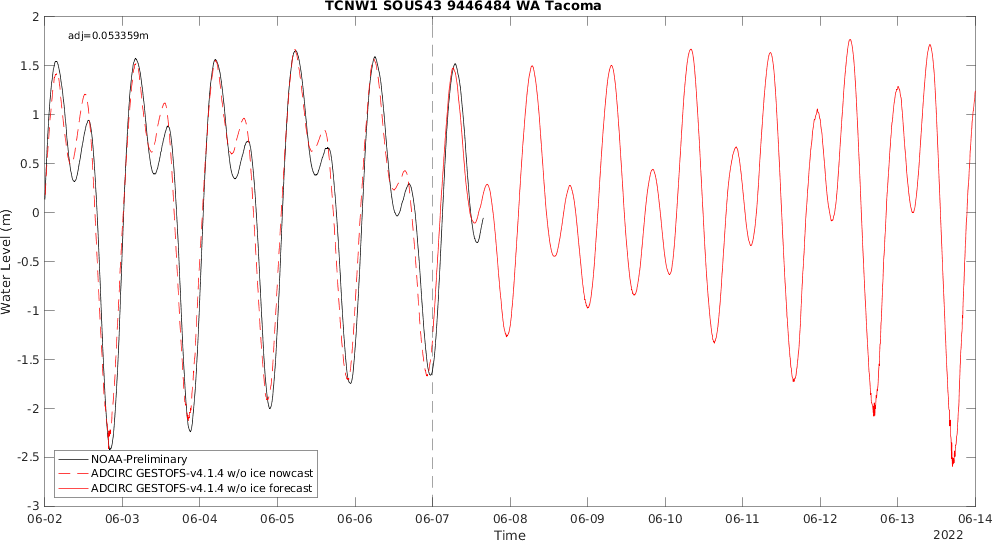 TCNW1 SOUS43 9446484 WA Tacoma
adj=0.053359m
2
1.5
1
0.5
0
-0.5
-1
-1.5
-2
-2.5
-3
Water Level (m)
NOAA-Preliminary
ADCIRC GESTOFS-v4.1.4 w/o ice nowcast
ADCIRC GESTOFS-v4.1.4 w/o ice forecast
06-02 06-03 06-04 06-05 06-06 06-07 06-08 06-09 06-10 06-11 06-12 06-13 06-14
Time
2022